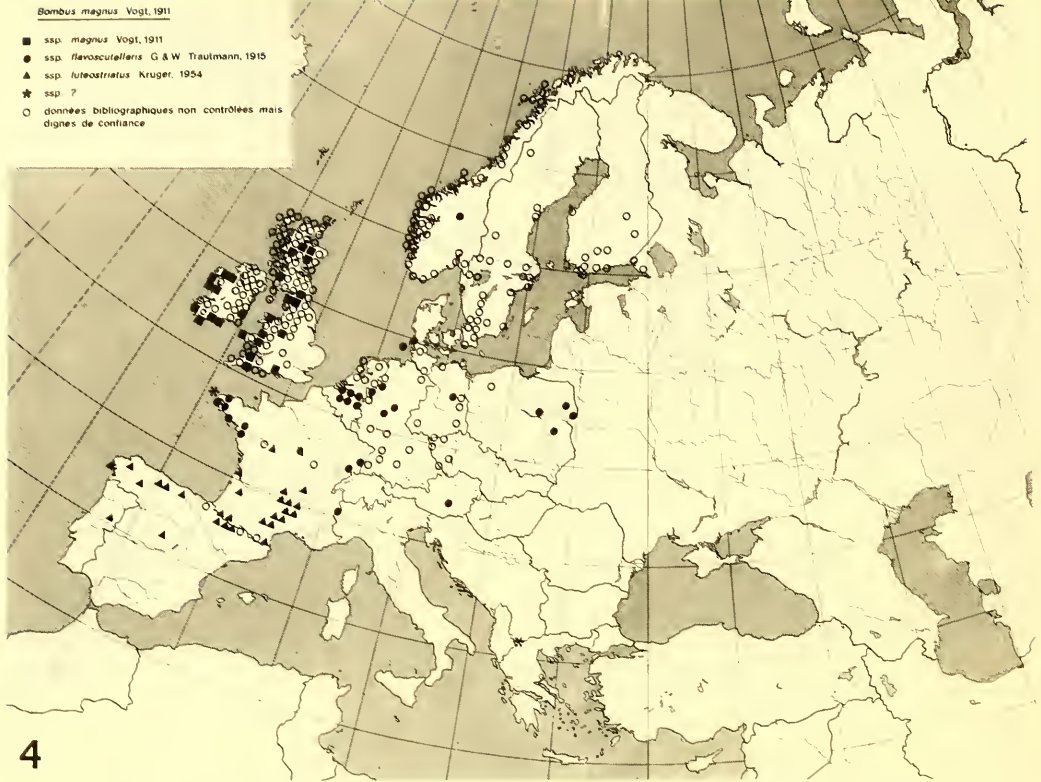 Bombus magnus Vogt, 1911
ssp. magnus Vogt, 1911
ssp. flavoscutellaris G & W Trautmann, 1915
ssp. luteostriatus Krüger, 1954
ssp. ?
données bibliographiques non contrôlées mais
dignes de confiance
4